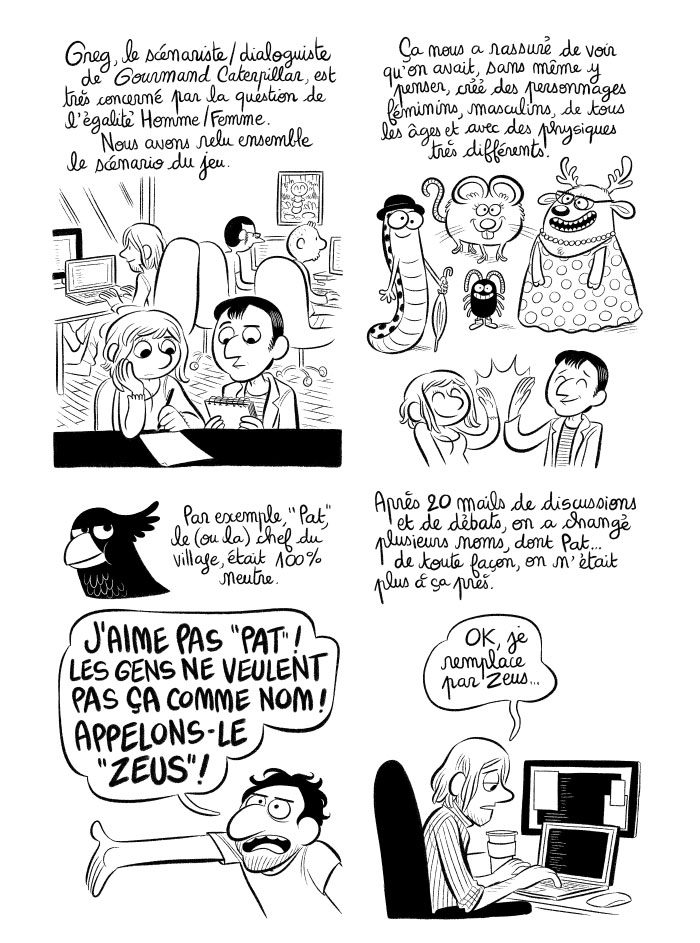 Greg, le scénariste/dialoguiste
de Gourmand Caterpillar, est
très concerné par la question de
l'égalité Homme/Femme.
Nous avons relu ensemble
le scénario du jeu.
Ça nous a rassuré de voir
qu'on avait, sans même y
penser, créé des personnages
féminins, masculins, de tous
les âges et avec des physiques
très différents.
Par exemple, "Pat",
le (ou la) chef du
village, était 100%
neutre.
J'AIME PAS "PAT"!
LES GENS NE VEULENT
PAS ÇA COMME NOM!
APPELONS-LE
"ZEUS"!
Après 20 mails de discussions
et de débats, on a changé
plusieurs noms, dont Pat...
de toute façon, on n'était
plus à ça près.
OK, je
remplace
par Zeus...